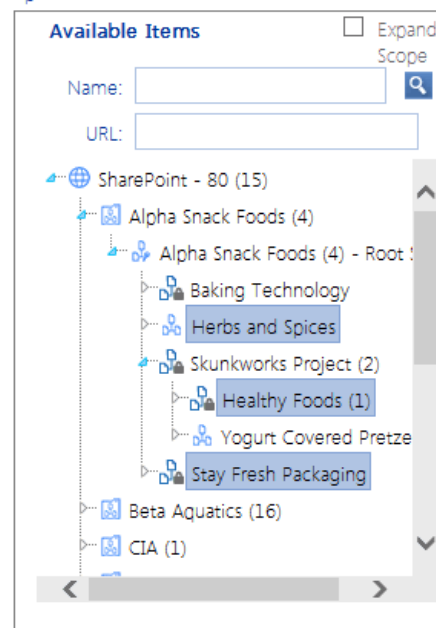 Available Items
Expand
Scope
Name:
URL:
SharePoint - 80 (15)
Alpha Snack Foods (4)
Alpha Snack Foods (4) - Root
Baking Technology
Herbs and Spices
Skunkworks Project (2)
Healthy Foods (1)
Yogurt Covered Pretze
Stay Fresh Packaging
Beta Aquatics (16)
CIA (1)